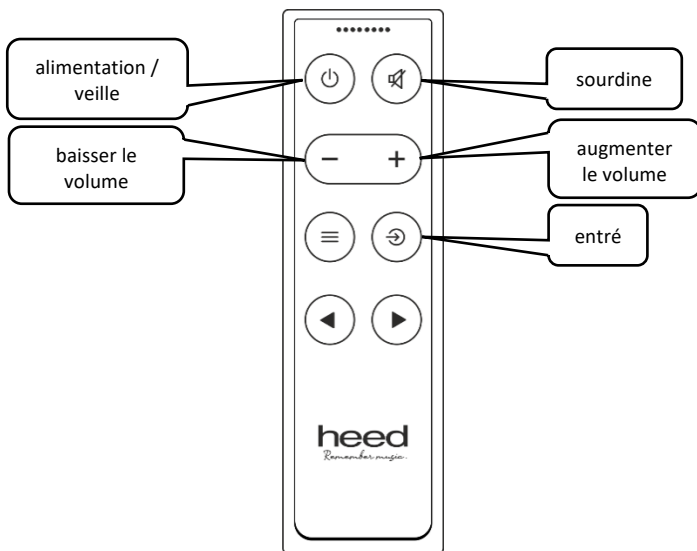 alimentation /
veille
sourdine
baisser le
volume
augmenter
le volume
entré
heed
Remember music.